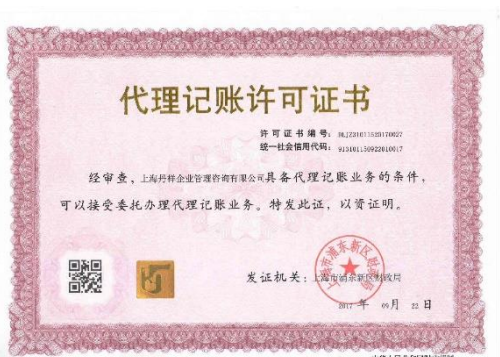 代理记账许可证书
许可证书编号: DLJZ31011520170027
统一社会信用代码:
经审查，上海丹梓企业管理咨询有限公司具备代理记账业务的条件，
可以接受委托办理代理记账业务。特发此证，以资证明。
发证机关：上海市浦东新区财政局
2017 年 09 月 22 日